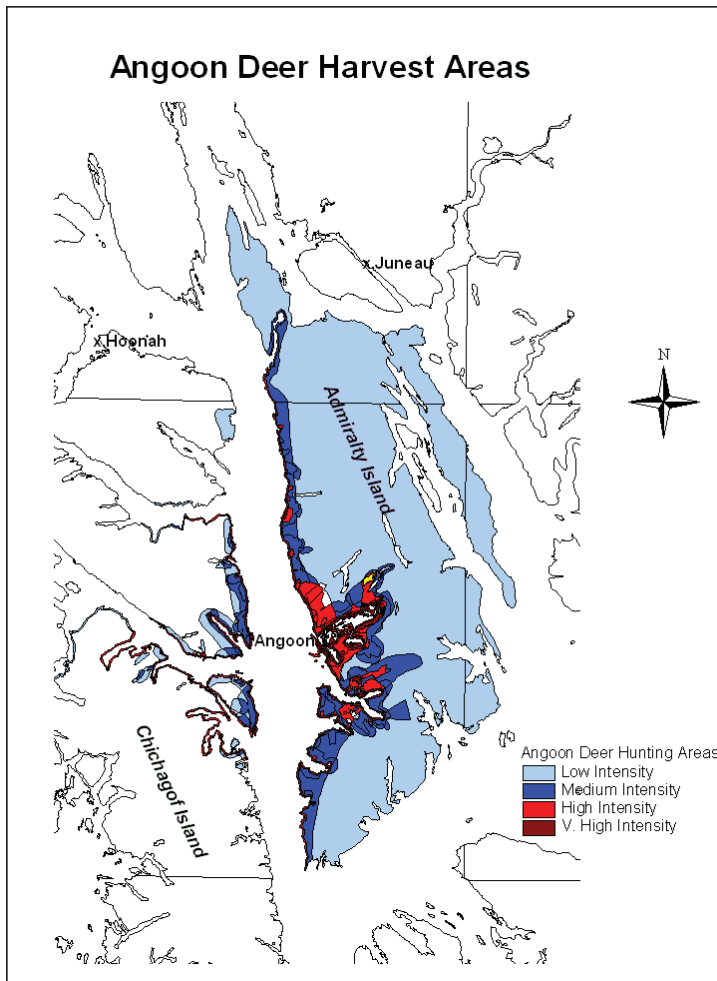 Angoon Deer Harvest Areas
x Juneau
x Hoonah
N
Admiralty Island
Angoon
Chichagof Island
Angoon Deer Hunting Areas
Low Intensity
Medium Intensity
High Intensity
V. High Intensity